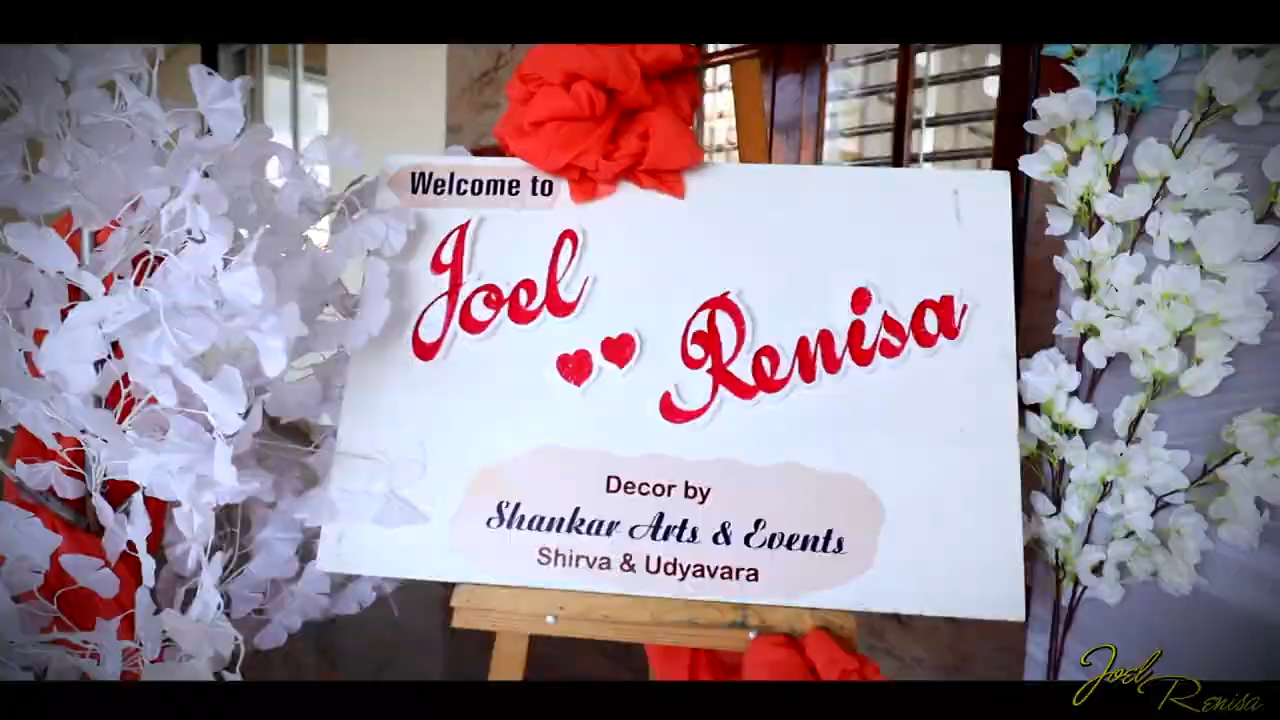 Welcome to
Joel
Renisa
Decor by
Shankar Arts & Events
Shirva & Udyavara
Joel
Renisa